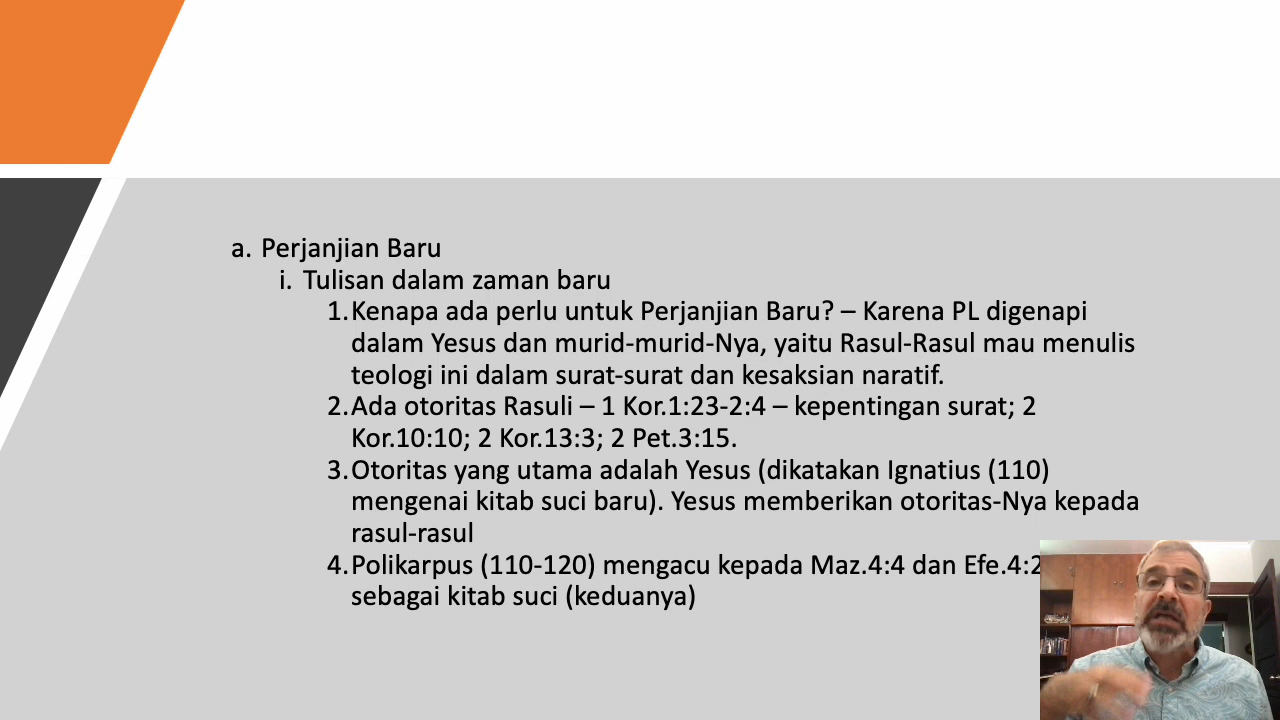 a. Perjanjian Baru
i. Tulisan dalam zaman baru
1.Kenapa ada perlu untuk Perjanjian Baru? – Karena PL digenapi
dalam Yesus dan murid-murid-Nya, yaitu Rasul-Rasul mau menulis
teologi ini dalam surat-surat dan kesaksian naratif.
2.Ada otoritas Rasuli – 1 Kor.1:23-2:4 – kepentingan surat; 2
Kor.10:10; 2 Kor.13:3; 2 Pet.3:15.
3.Otoritas yang utama adalah Yesus (dikatakan Ignatius (110)
mengenai kitab suci baru). Yesus memberikan otoritas-Nya kepada
rasul-rasul
4.Polikarpus (110-120) mengacu kepada Maz.4:4 dan
sebagai kitab suci (keduanya)